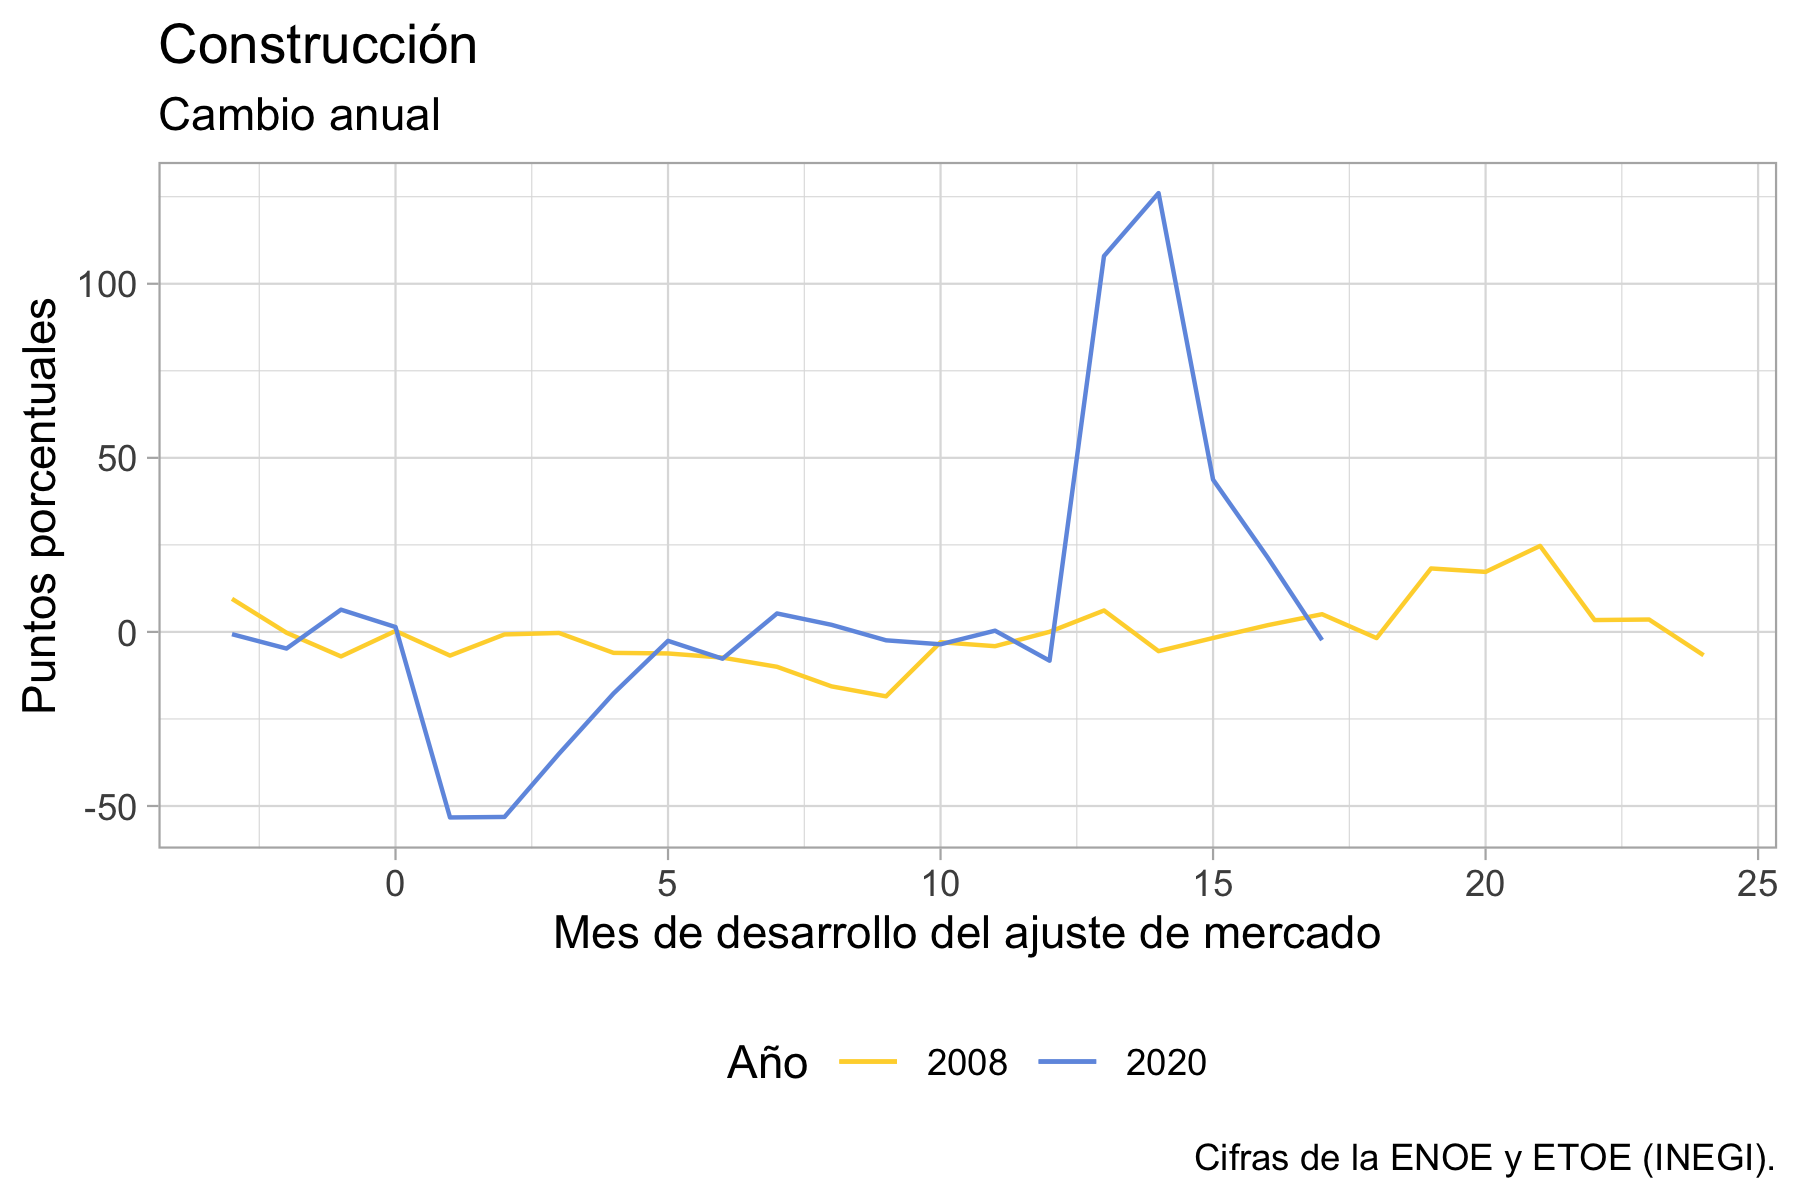 Construcción
Cambio anual
Puntos porcentuales
100
50
0
-50
0 5 10 15 20 25
Mes de desarrollo del ajuste de mercado
Año 2008 2020
Cifras de la ENOE y ETOE (INEGI).